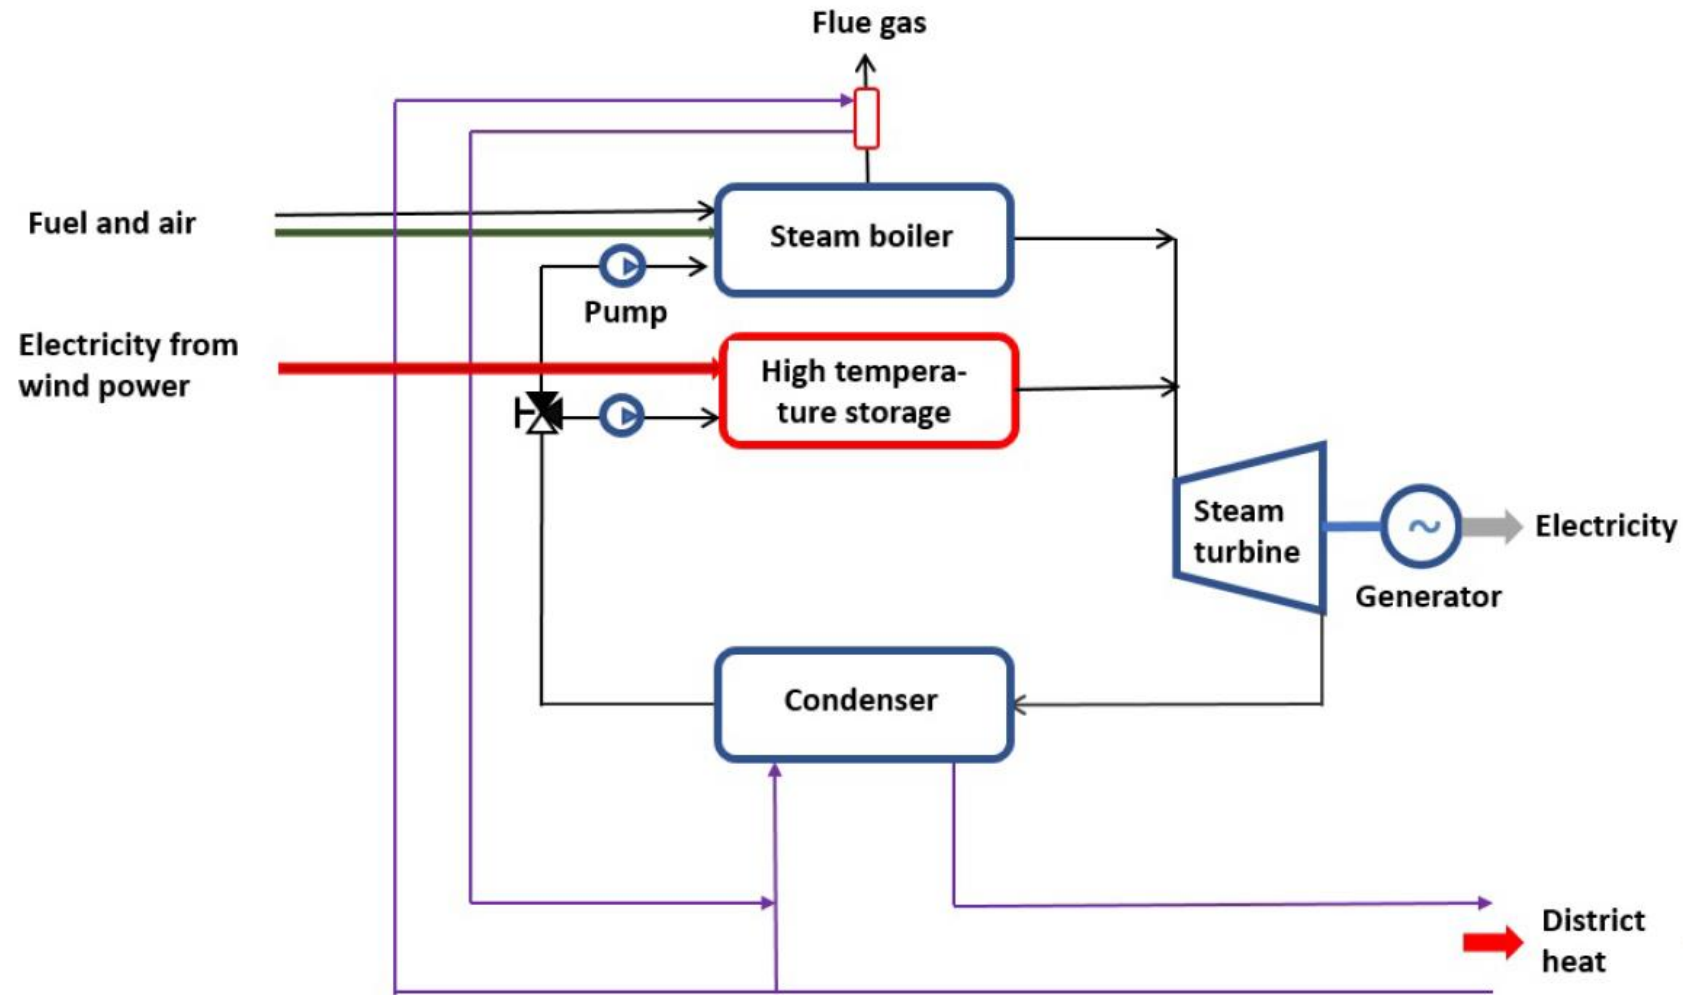 Flue gas
Fuel and air
Steam boiler
Pump
Electricity from
wind power
High tempera-
ture storage
Steam
turbine
~
Electricity
Generator
Condenser
District
heat